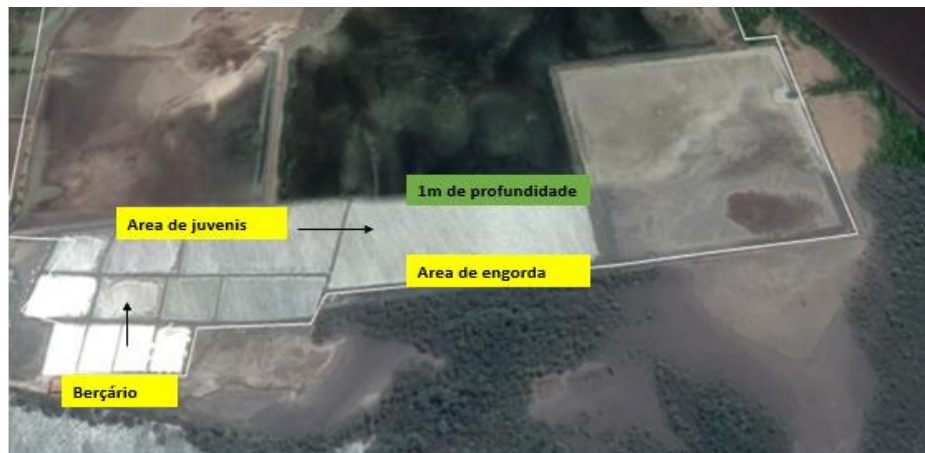 1m de profundidade
Area de juvenis
Area de engorda
Berçário